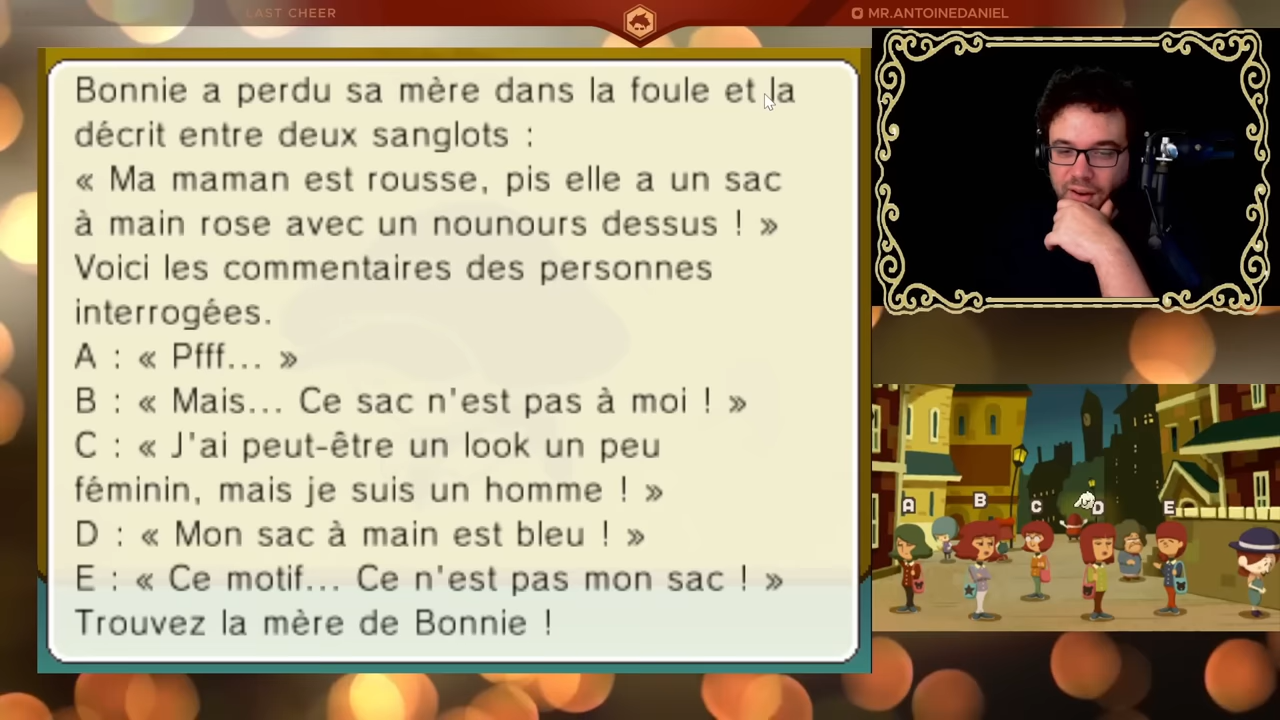 LAST CHEER
MR.ANTOINEDANIEL
Bonnie a perdu sa mère dans la foule et la
décrit entre deux sanglots :
« Ma maman est rousse, pis elle a un sac
à main rose avec un nounours dessus ! »
Voici les commentaires des personnes
interrogées.
A : « Pfff... »
B : « Mais... Ce sac n'est pas à moi ! »
C : « J'ai peut-être un look un peu
féminin, mais je suis un homme ! »
D : « Mon sac à main est bleu ! »
E : « Ce motif... Ce n'est pas mon sac ! »
Trouvez la mère de Bonnie !
A B C D E